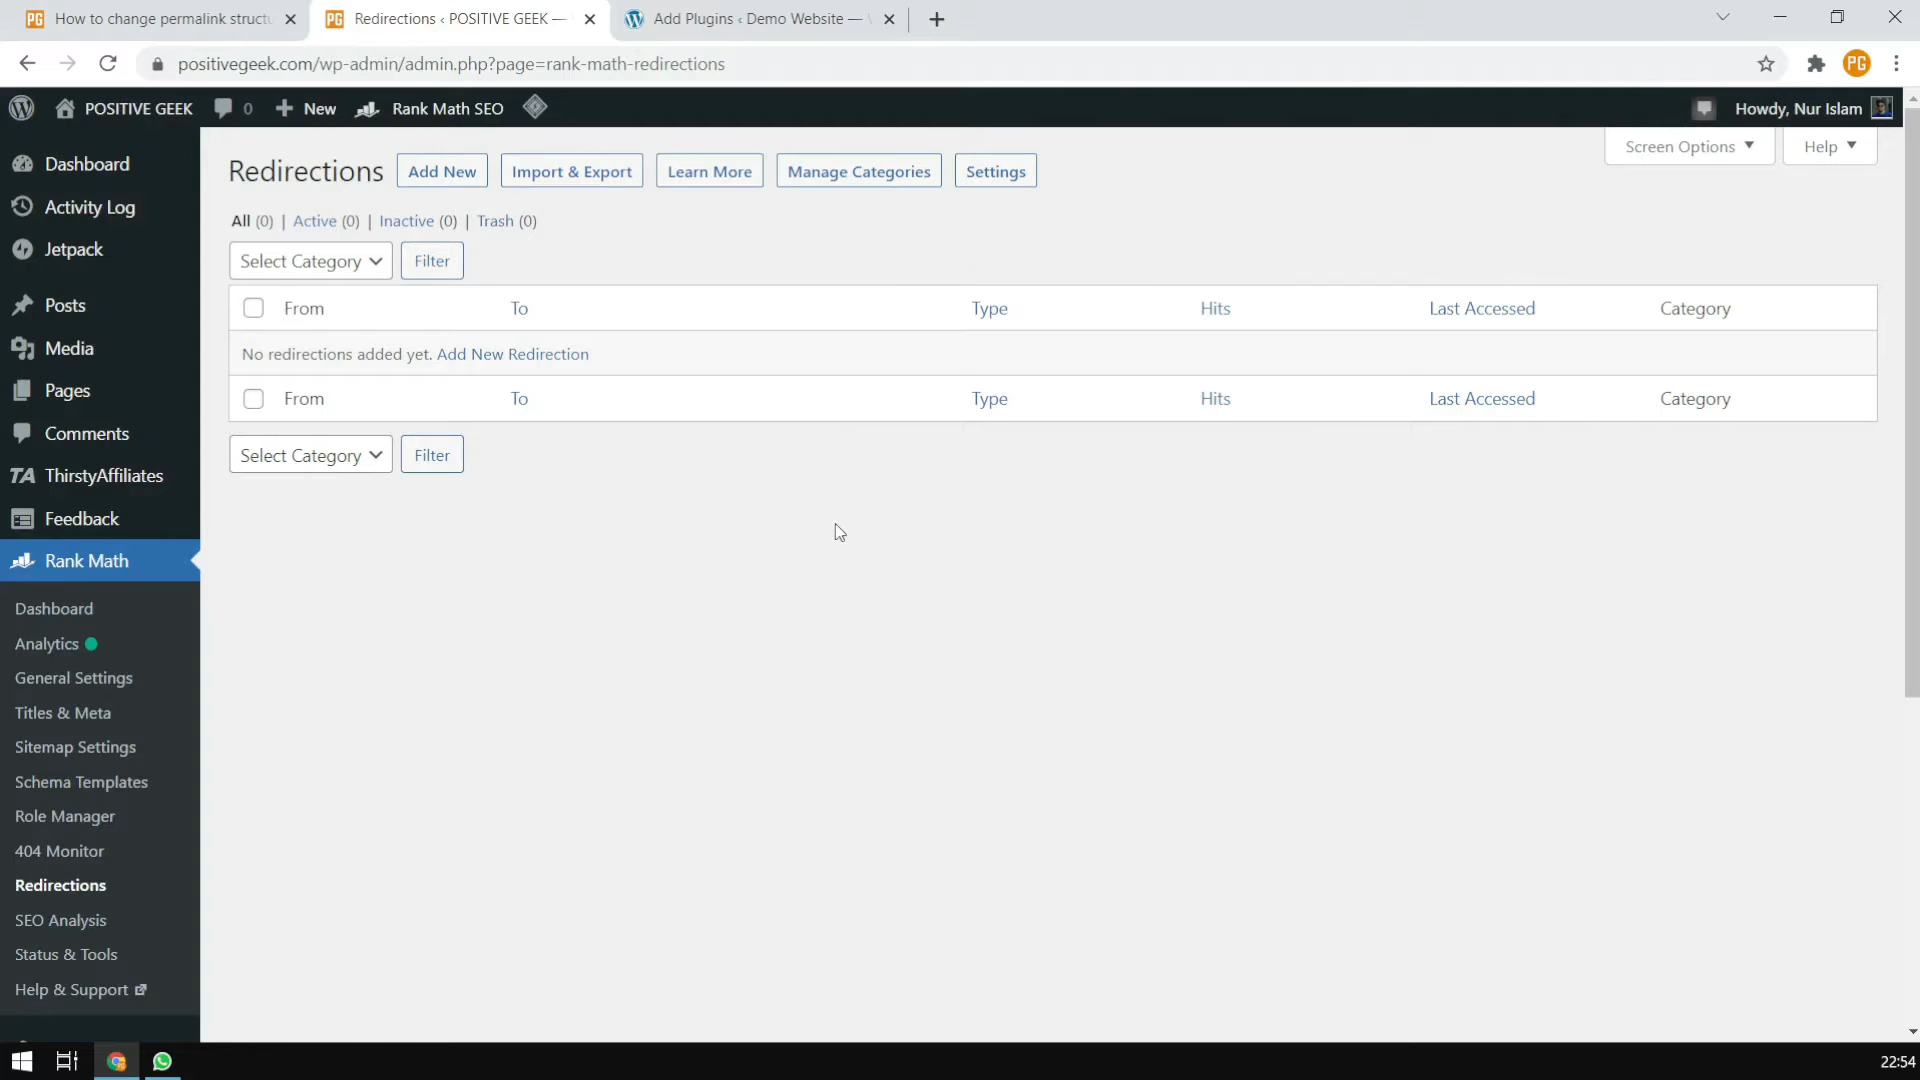 How to change permalink structu
Redirections ‹ POSITIVE GEEK —
Add Plugins ‹ Demo Website —
positivegeek.com/wp-admin/admin.php?page=rank-math-redirections
PG
POSITIVE GEEK
0
New
Rank Math SEO
Howdy, Nur Islam
Dashboard
Activity Log
Jetpack
Posts
Media
Pages
Comments
TA ThirstyAffiliates
Feedback
Rank Math
Dashboard
Analytics
General Settings
Titles & Meta
Sitemap Settings
Schema Templates
Role Manager
404 Monitor
Redirections
SEO Analysis
Status & Tools
Help & Support
Screen Options
Help
Redirections
Add New
Import & Export
Learn More
Manage Categories
Settings
All (0) | Active (0) | Inactive (0) | Trash (0)
Select Category
Filter
From To Type Hits Last Accessed Category
No redirections added yet. Add New Redirection
From To Type Hits Last Accessed Category
Select Category
Filter
22:54